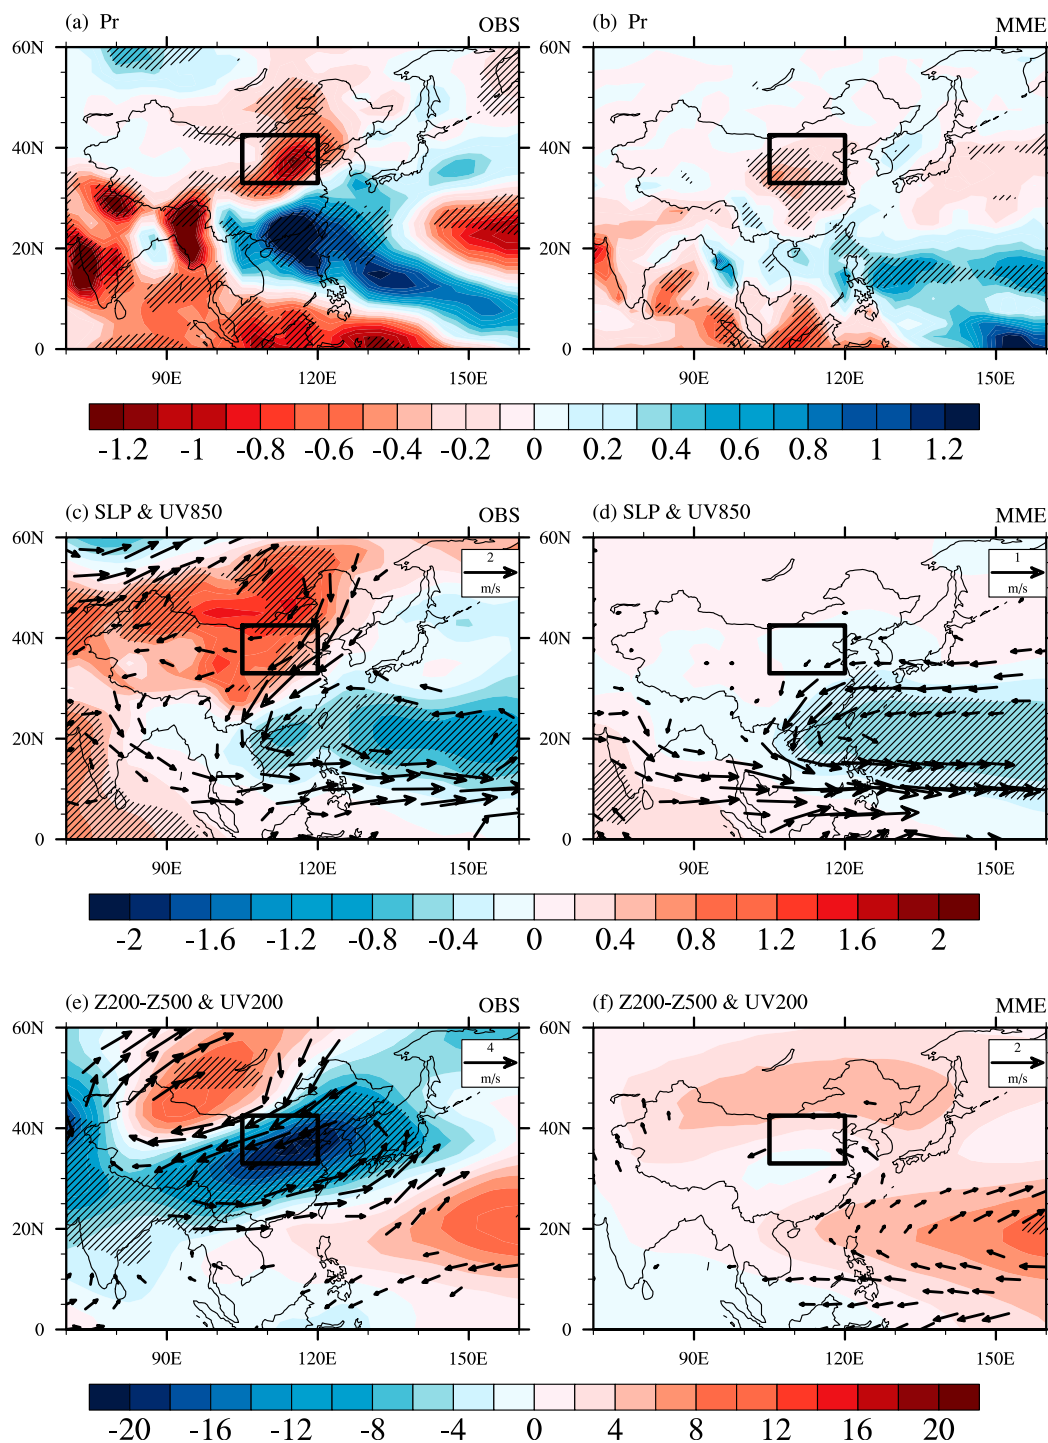 (a) Pr OBS
(b) Pr MME
60N
40N
20N
0
90E 120E 150E
60N
40N
20N
0
90E 120E 150E
-1.2 -1 -0.8 -0.6 -0.4 -0.2 0 0.2 0.4 0.6 0.8 1 1.2
(c) SLP & UV850 OBS
(d) SLP & UV850 MME
2
m/s
60N
40N
20N
0
90E 120E 150E
1
m/s
60N
40N
20N
0
90E 120E 150E
-2 -1.6 -1.2 -0.8 -0.4 0 0.4 0.8 1.2 1.6 2
(e) Z200-Z500 & UV200 OBS
(f) Z200-Z500 & UV200 MME
4
m/s
60N
40N
20N
0
90E 120E 150E
2
m/s
60N
40N
20N
0
90E 120E 150E
-20 -16 -12 -8 -4 0 4 8 12 16 20